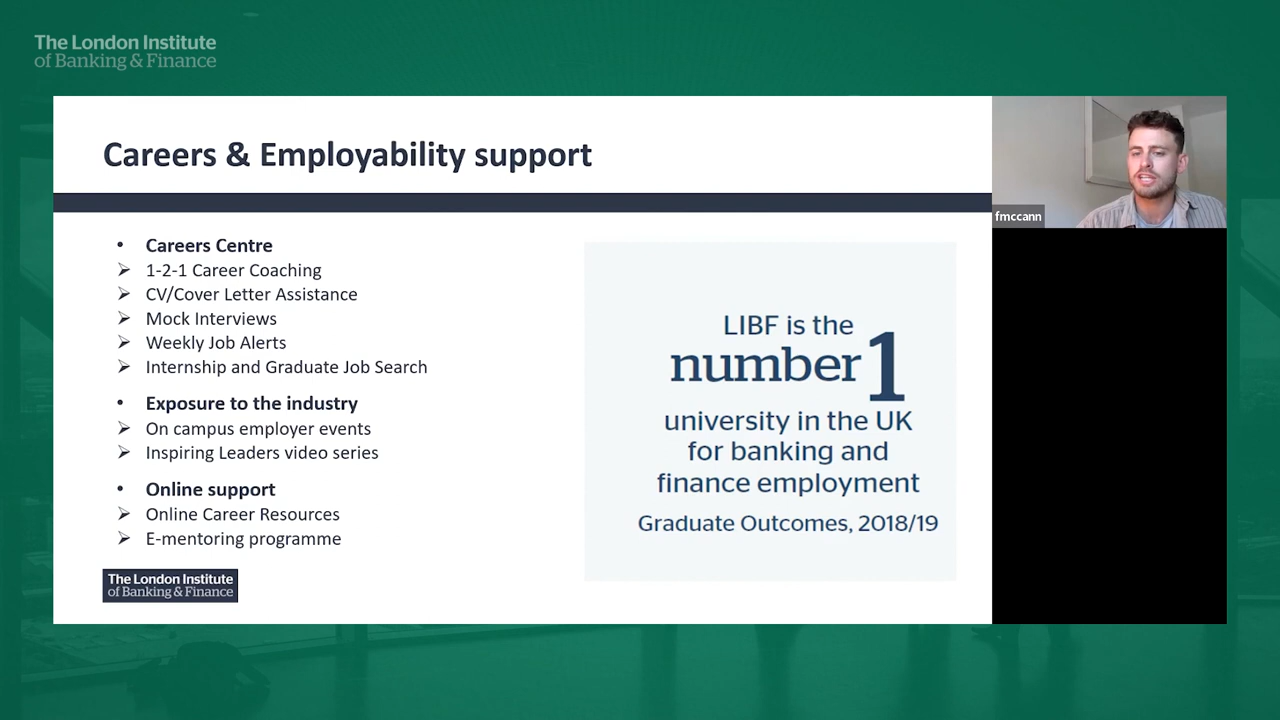 The London Institute
of Banking & Finance
Careers & Employability support
fmccann
• Careers Centre
➢ 1-2-1 Career Coaching
➢ CV/Cover Letter Assistance
➢ Mock Interviews
➢ Weekly Job Alerts
➢ Internship and Graduate Job Search
• Exposure to the industry
➢ On campus employer events
➢ Inspiring Leaders video series
• Online support
➢ Online Career Resources
➢ E-mentoring programme
LIBF is the
number 1
university in the UK
for banking and
finance employment
Graduate Outcomes, 2018/19
The London Institute
of Banking & Finance